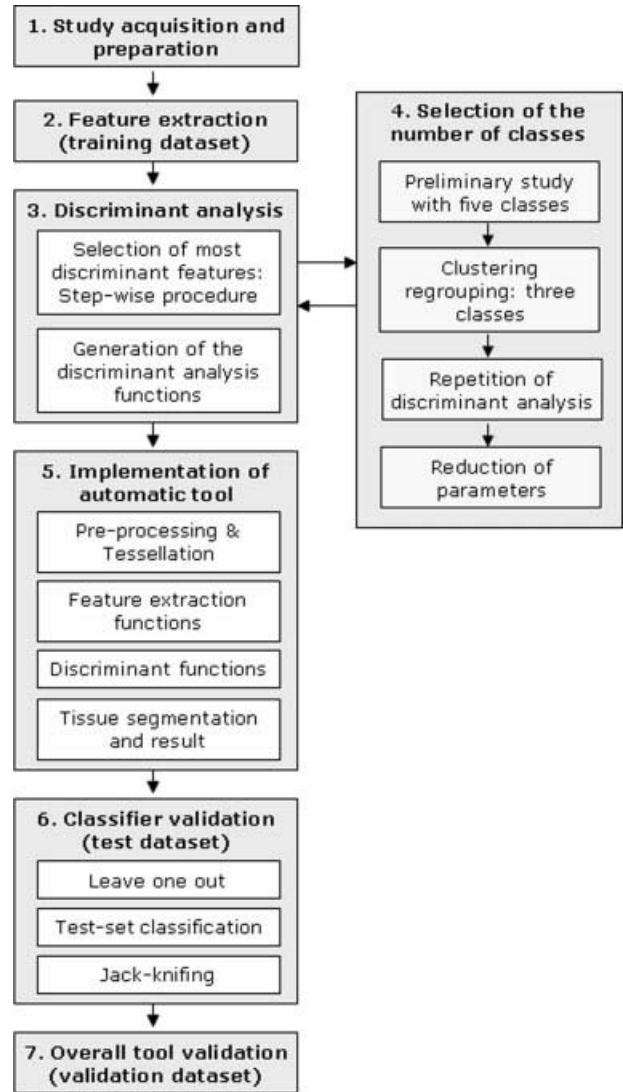 1. Study acquisition and
preparation
2. Feature extraction
(training dataset)
3. Discriminant analysis
Selection of most
discriminant features:
Step-wise procedure
Generation of the
discriminant analysis
functions
4. Selection of the
number of classes
Preliminary study
with five classes
Clustering
regrouping: three
classes
Repetition of
discriminant analysis
Reduction of
parameters
5. Implementation of
automatic tool
Pre-processing &
Tessellation
Feature extraction
functions
Discriminant functions
Tissue segmentation
and result
6. Classifier validation
(test dataset)
Leave one out
Test-set classification
Jack-knifing
7. Overall tool validation
(validation dataset)